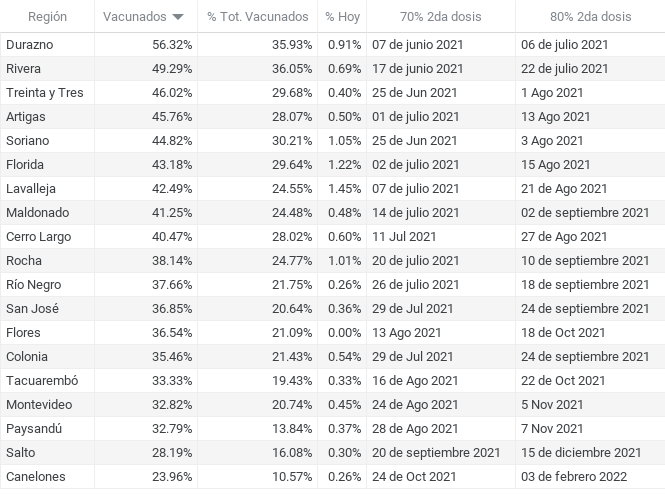 Región Vacunados % Tot. Vacunados % Hoy 70% 2da dosis 80% 2da dosis
Durazno 56.32% 35.93% 0.91% 07 de junio 2021 06 de julio 2021
Rivera 49.29% 36.05% 0.69% 17 de junio 2021 22 de julio 2021
Treinta y Tres 46.02% 29.68% 0.40% 25 de Jun 2021 1 Ago 2021
Artigas 45.76% 28.07% 0.50% 01 de julio 2021 13 Ago 2021
Soriano 44.82% 30.21% 1.05% 25 de Jun 2021 3 Ago 2021
Florida 43.18% 29.64% 1.22% 02 de julio 2021 15 Ago 2021
Lavalleja 42.49% 24.55% 1.45% 07 de julio 2021 21 de Ago 2021
Maldonado 41.25% 24.48% 0.48% 14 de julio 2021 02 de septiembre 2021
Cerro Largo 40.47% 28.02% 0.60% 11 Jul 2021 27 de Ago 2021
Rocha 38.14% 24.77% 1.01% 20 de julio 2021 10 de septiembre 2021
Río Negro 37.66% 21.75% 0.26% 26 de julio 2021 18 de septiembre 2021
San José 36.85% 20.64% 0.36% 29 de Jul 2021 24 de septiembre 2021
Flores 36.54% 21.09% 0.00% 13 Ago 2021 18 de Oct 2021
Colonia 35.46% 21.43% 0.54% 29 de Jul 2021 24 de septiembre 2021
Tacuarembó 33.33% 19.43% 0.33% 16 de Ago 2021 22 de Oct 2021
Montevideo 32.82% 20.74% 0.45% 24 de Ago 2021 5 Nov 2021
Paysandú 32.79% 13.84% 0.37% 28 de Ago 2021 7 Nov 2021
Salto 28.19% 16.08% 0.30% 20 de septiembre 2021 15 de diciembre 2021
Canelones 23.96% 10.57% 0.26% 24 de Oct 2021 03 de febrero 2022